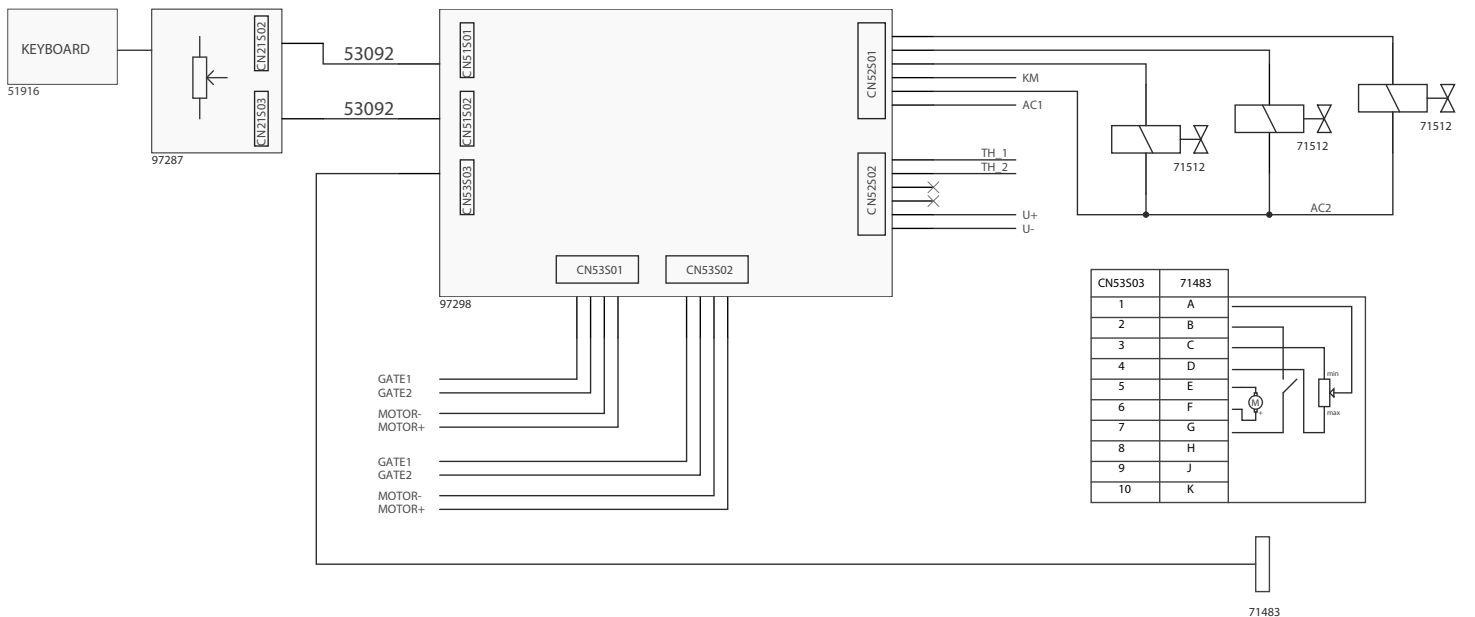 KEYBOARD
51916
CN21S02
CN21S03
97287
53092
53092
CN51S01
CN51S02
CN53S03
CN52S01
CN52S02
CN53S01
CN53S02
97298
KM
AC1
TH_1
TH_2
U+
U-
71512
71512
71512
AC2
GATE1
GATE2
MOTOR-
MOTOR+
GATE1
GATE2
MOTOR-
MOTOR+
CN53S03 71483
1 A
2 B
3 C
4 D
5 E
6 F
7 G
8 H
9 J
10 K
M
+
min
max
71483